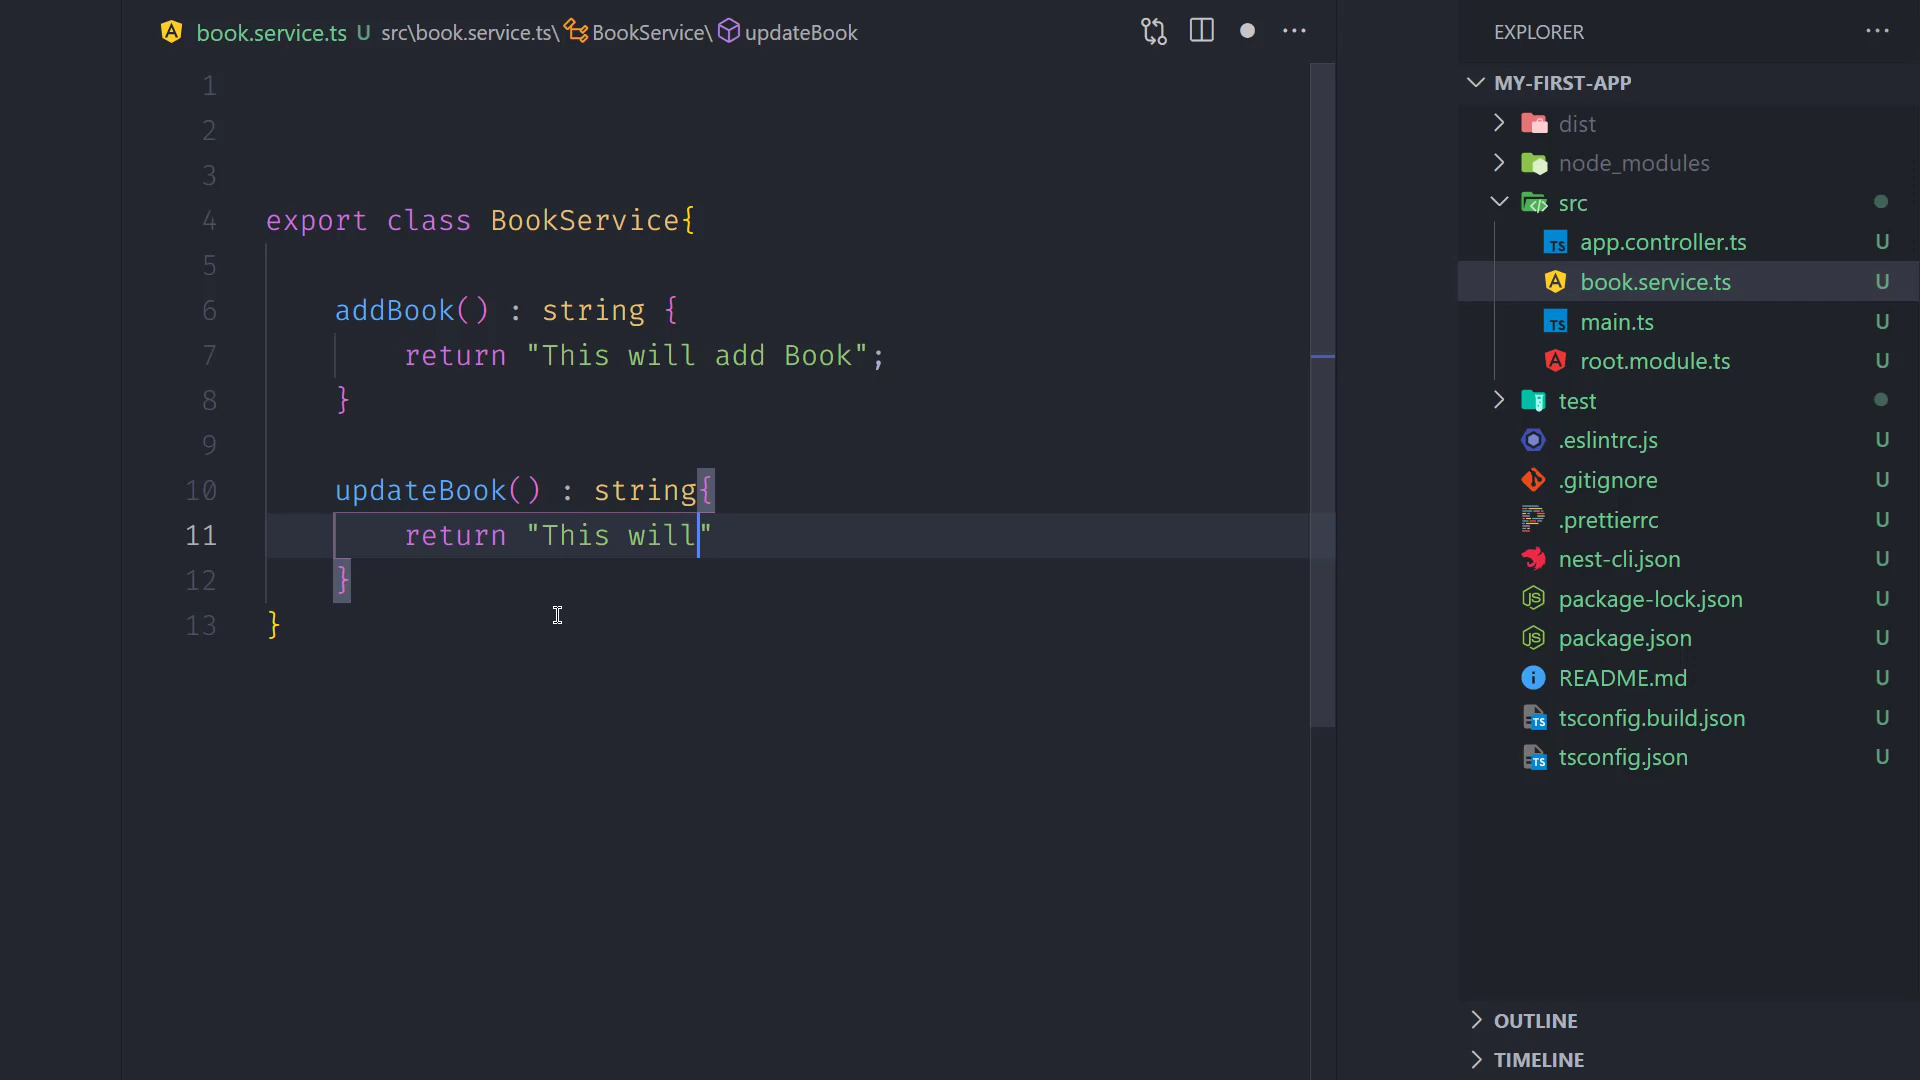 book.service.ts U src\book.service.ts\ BookService\ updateBook
1
2
3
4 export class BookService{
5
6 addBook() : string {
7 return "This will add Book";
8 }
9
10 updateBook() : string{
11 return "This will"
12 }
13 }
EXPLORER
MY-FIRST-APP
dist
node_modules
src
TS app.controller.ts U
book.service.ts U
TS main.ts U
root.module.ts U
test
.eslintrc.js U
.gitignore U
.prettierrc U
nest-cli.json U
package-lock.json U
package.json U
README.md U
TS tsconfig.build.json U
TS tsconfig.json U
OUTLINE
TIMELINE